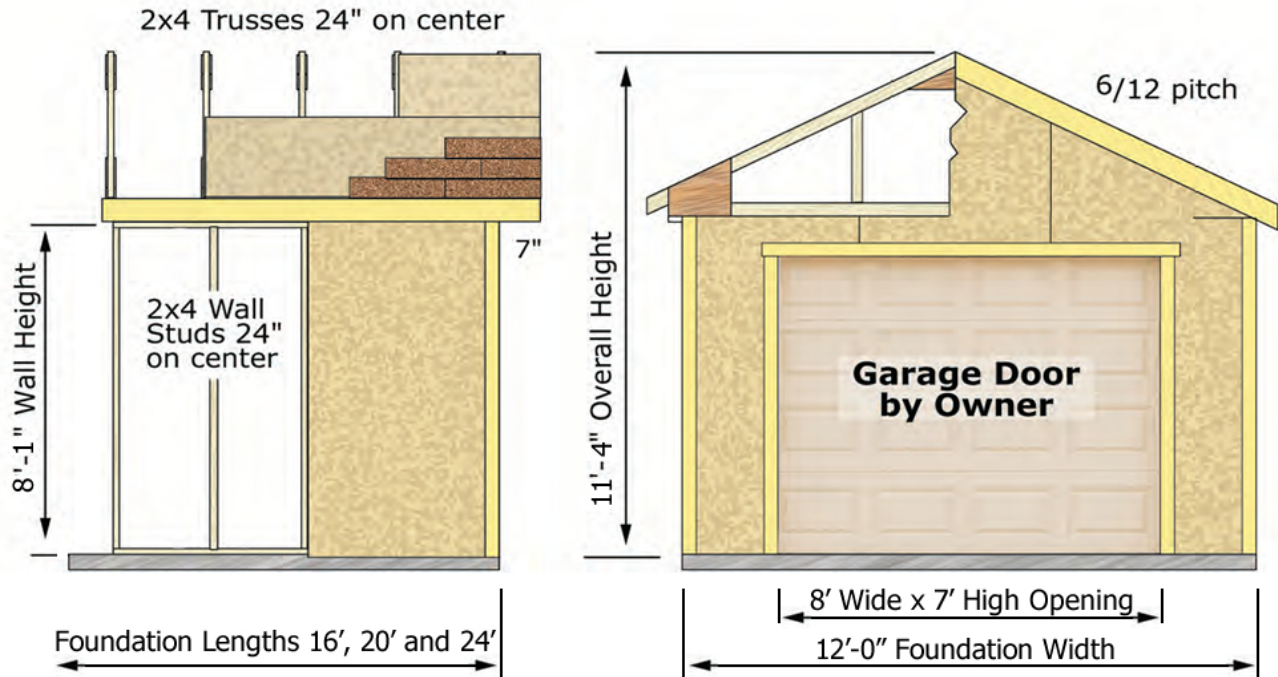 2x4 Trusses 24" on center
7"
8'-1" Wall Height
2x4 Wall
Studs 24"
on center
Foundation Lengths 16’, 20’ and 24’
6/12 pitch
11'-4" Overall Height
Garage Door
by Owner
8’ Wide x 7’ High Opening
12’-0” Foundation Width